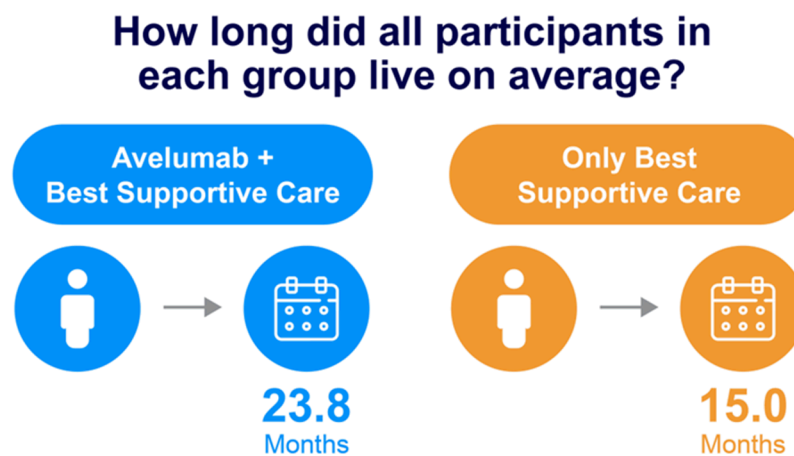 How long did all participants in
each group live on average?
Avelumab +
Best Supportive Care
Only Best
Supportive Care
23.8
Months
15.0
Months